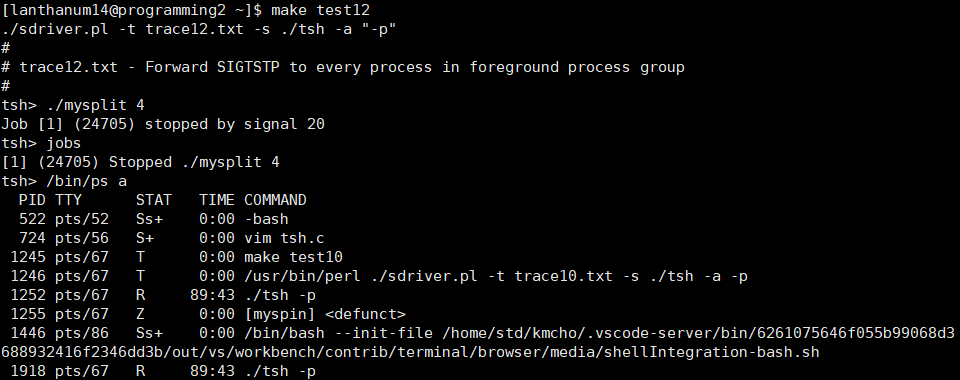 [lanthanum14@programming2 ~]$ make test12
./sdriver.pl -t trace12.txt -s ./tsh -a "-p"
#
# trace12.txt - Forward SIGTSTP to every process in foreground process group
#
tsh> ./mysplit 4
Job [1] (24705) stopped by signal 20
tsh> jobs
[1] (24705) Stopped ./mysplit 4
tsh> /bin/ps a
  PID TTY      STAT   TIME COMMAND
  522 pts/52   Ss+    0:00 -bash
  724 pts/56   S+     0:00 vim tsh.c
 1245 pts/67   T      0:00 make test10
 1246 pts/67   T      0:00 /usr/bin/perl ./sdriver.pl -t trace10.txt -s ./tsh -a -p
 1252 pts/67   R     89:43 ./tsh -p
 1255 pts/67   Z      0:00 [myspin] <defunct>
 1446 pts/86   Ss+    0:00 /bin/bash --init-file /home/std/kmcho/.vscode-server/bin/6261075646f055b99068d3
688932416f2346dd3b/out/vs/workbench/contrib/terminal/browser/media/shellIntegration-bash.sh
 1918 pts/67   R     89:43 ./tsh -p